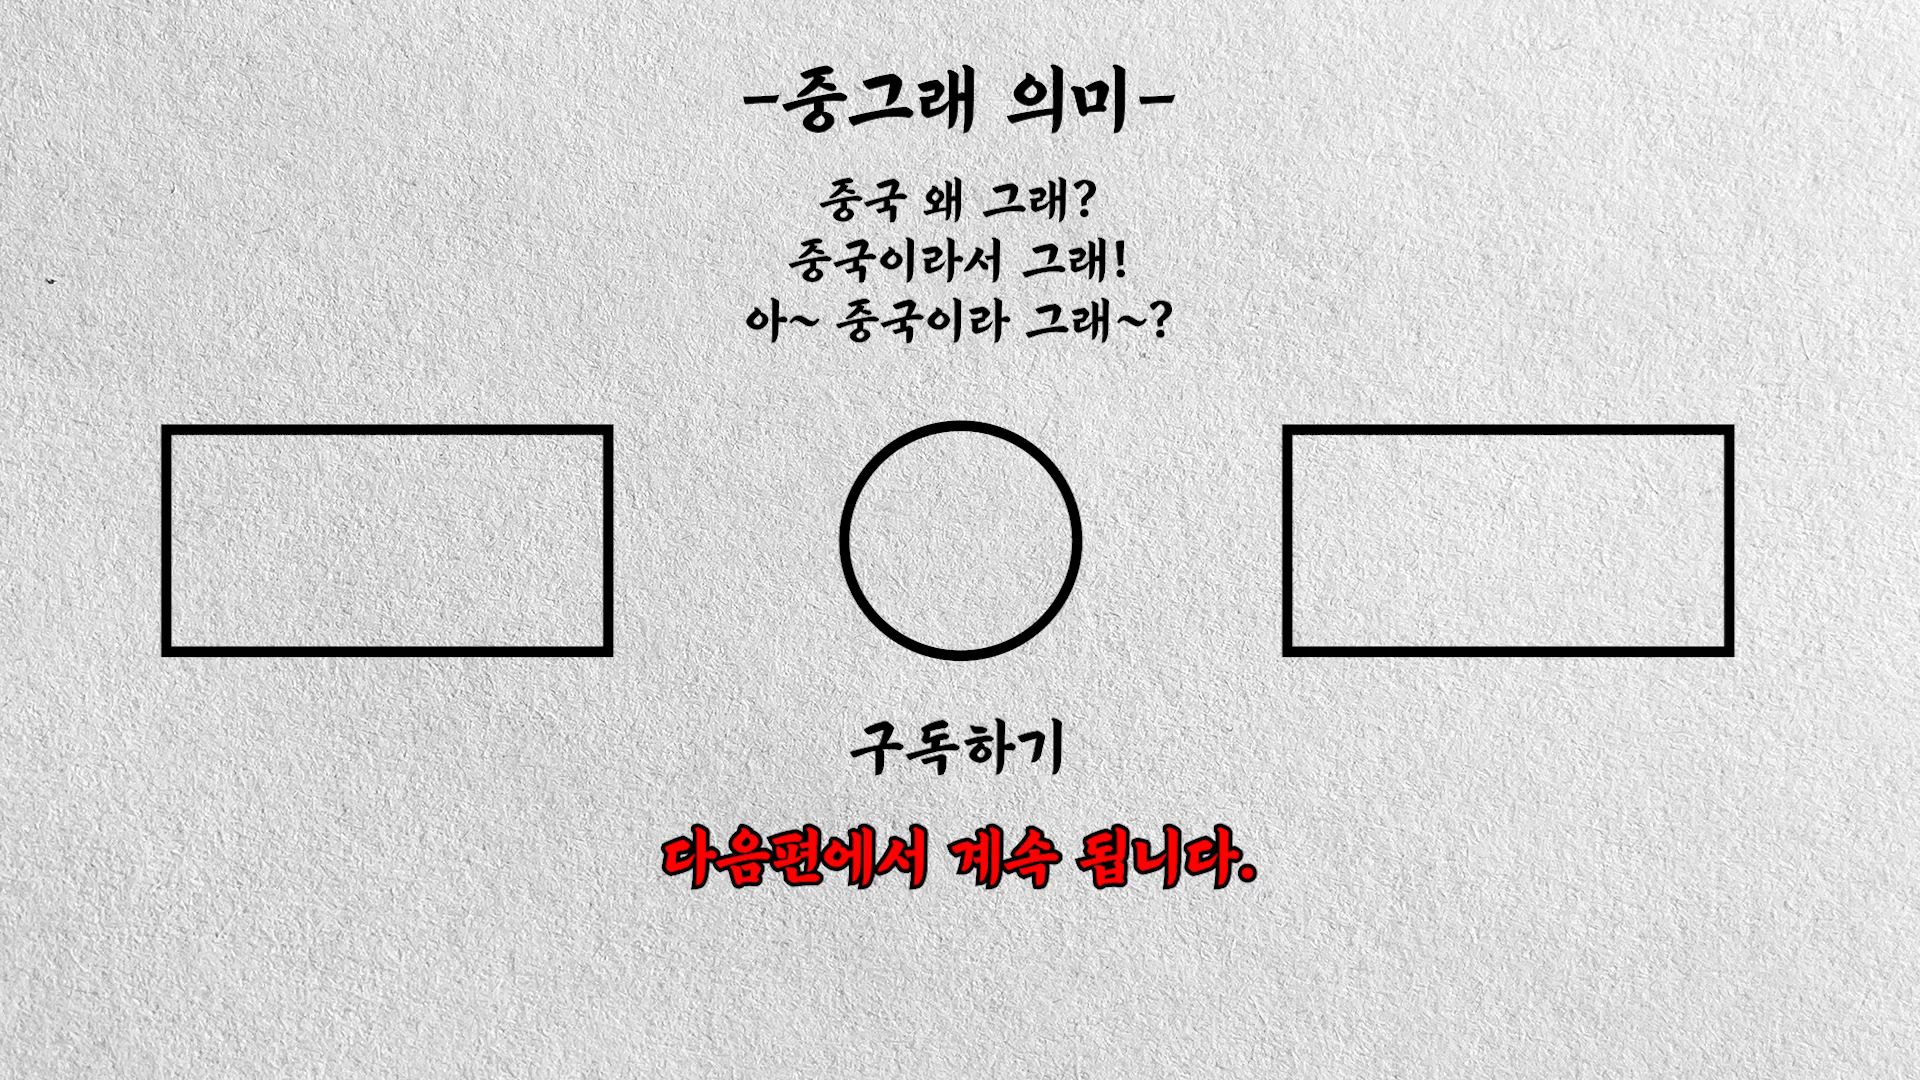 -중그래 의미-
중국 왜 그래?
중국이라서 그래!
아~ 중국이라 그래~?
구독하기
다음편에서 계속 됩니다.